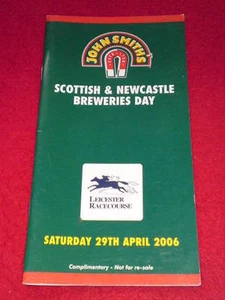 JOHN SMITH'S
SCOTTISH & NEWCASTLE
BREWERIES DAY
LEICESTER
RACECOURSE
SATURDAY 29TH APRIL 2006
Complimentary - Not for re-sale